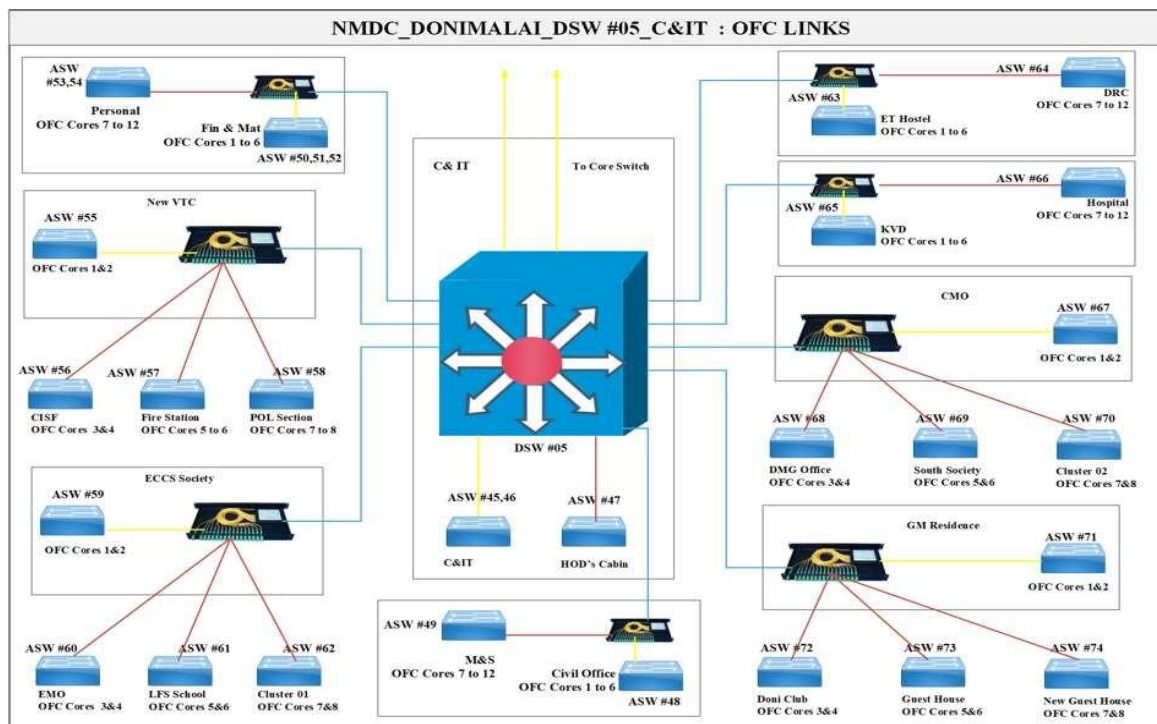 NMDC_DONIMALAI_DSW #05_C&IT : OFC LINKS
ASW
#53,54
Personal
OFC Cores 7 to 12
Fin & Mat
OFC Cores 1 to 6
ASW #50,51,52
New VTC
ASW #55
OFC Cores 1&2
ASW #56
CISF
OFC Cores 3&4
ASW #57
Fire Station
OFC Cores 5 to 6
ASW #58
POL Section
OFC Cores 7 to 8
ECCS Society
ASW #59
OFC Cores 1&2
ASW #60
EMO
OFC Cores 3&4
ASW #61
LFS School
OFC Cores 5&6
ASW #62
Cluster 01
OFC Cores 7&8
C& IT
To Core Switch
DSW #05
ASW #45,46
C&IT
ASW #47
HOD's Cabin
ASW #49
M&S
OFC Cores
7 to 12
Civil Office
OFC Cores
1 to 6
ASW #48
ASW #64
DRC
OFC Cores
7 to 12
ASW #63
ET Hostel
OFC Cores 1 to 6
ASW #66
Hospital
OFC Cores
7 to 12
ASW #65
KVD
OFC Cores 1 to 6
CMO
ASW #67
OFC Cores 1&2
ASW #68
DMG Office
OFC Cores 3&4
ASW #69
South Society
OFC Cores 5&6
ASW #70
Cluster 02
OFC Cores 7&8
GM Residence
ASW #71
OFC Cores 1&2
ASW #72
Doni Club
OFC Cores 3&4
ASW #73
Guest House
OFC Cores 5&6
ASW #74
New Guest House
OFC Cores 7&8